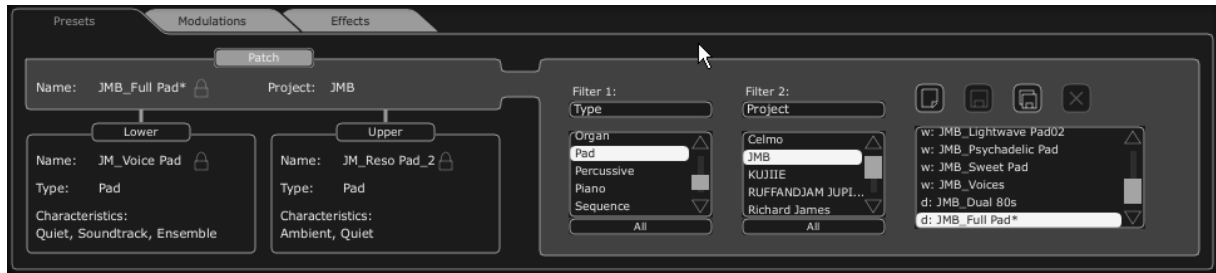 Presets
Modulations
Effects
Patch
Name: JMB_Full Pad*
Project: JMB
Lower
Name: JM_Voice Pad
Type: Pad
Characteristics:
Quiet, Soundtrack, Ensemble
Upper
Name: JM_Reso Pad_2
Type: Pad
Characteristics:
Ambient, Quiet
Filter 1:
Type
Organ
Pad
Percussive
Piano
Sequence
All
Filter 2:
Project
Celmo
JMB
KUJIIE
RUFFANDJAM JUPI...
Richard James
All
w: JMB_Lightwave Pad02
w: JMB_Psychadelic Pad
w: JMB_Sweet Pad
w: JMB_Voices
d: JMB_Dual 80s
d: JMB_Full Pad*